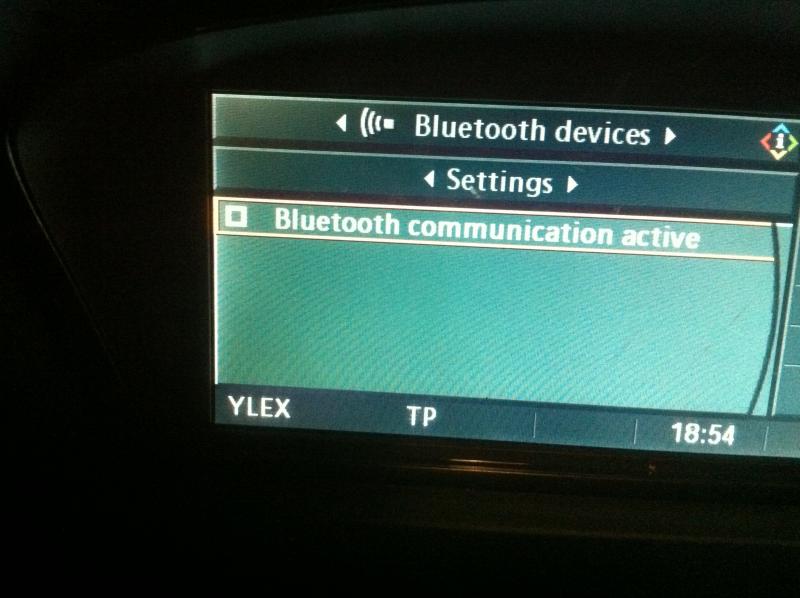 Bluetooth devices
Settings
Bluetooth communication active
YLEX TP 18:54